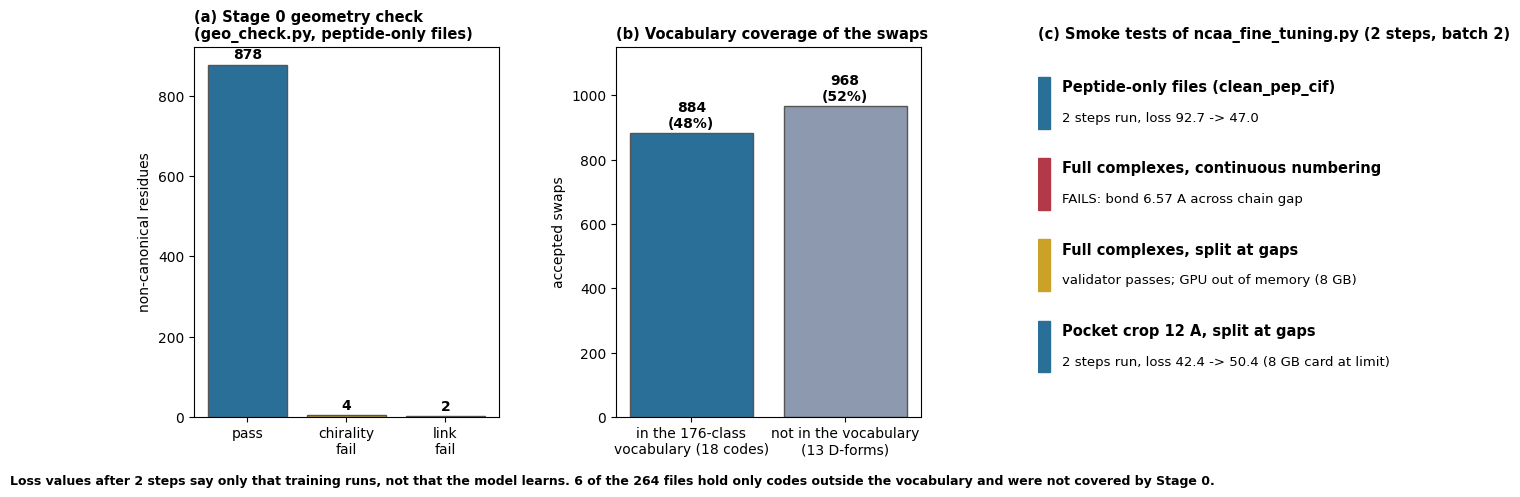 (a) Stage 0 geometry check
(geo_check.py, peptide-only files)
non-canonical residues
800
600
400
200
0
878
4
2
pass
chirality
fail
link
fail
(b) Vocabulary coverage of the swaps
accepted swaps
1000
800
600
400
200
0
884
(48%)
968
(52%)
in the 176-class
vocabulary (18 codes)
not in the vocabulary
(13 D-forms)
(c) Smoke tests of ncaa_fine_tuning.py (2 steps, batch 2)
Peptide-only files (clean_pep_cif)
2 steps run, loss 92.7 -> 47.0
Full complexes, continuous numbering
FAILS: bond 6.57 A across chain gap
Full complexes, split at gaps
validator passes; GPU out of memory (8 GB)
Pocket crop 12 A, split at gaps
2 steps run, loss 42.4 -> 50.4 (8 GB card at limit)
Loss values after 2 steps say only that training runs, not that the model learns. 6 of the 264 files hold only codes outside the vocabulary and were not covered by Stage 0.